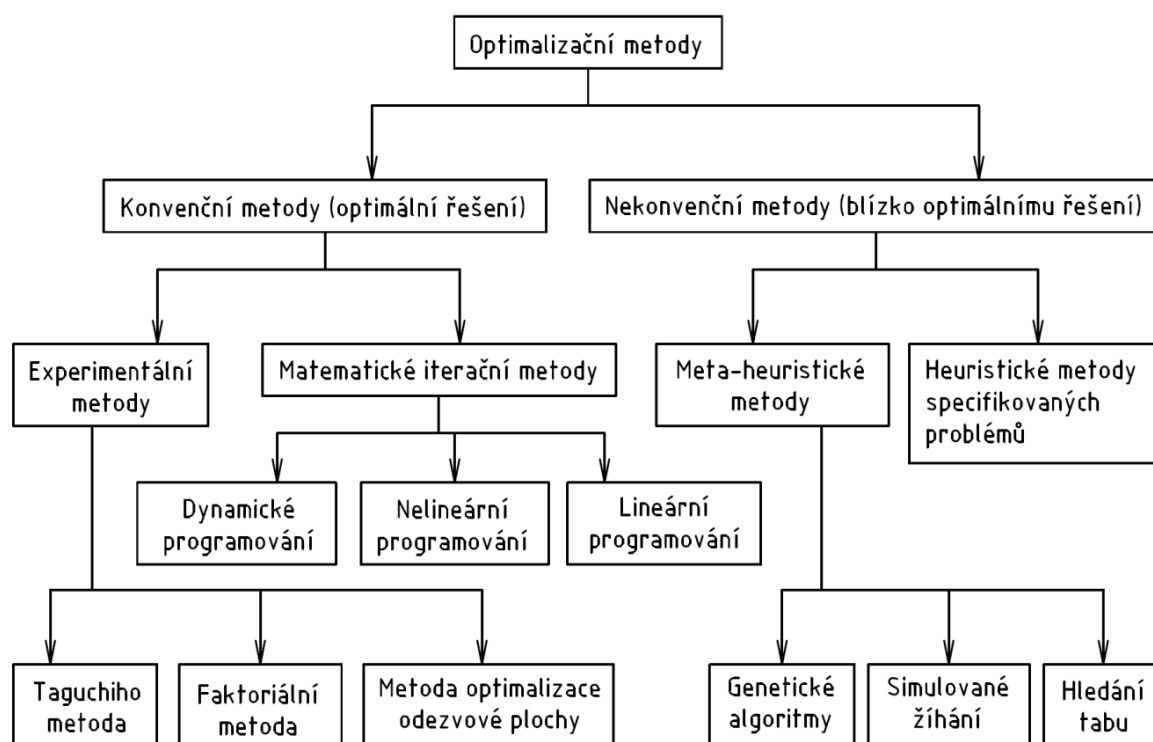 Optimalizační metody
Konvenční metody (optimální řešení)
Nekonvenční metody (blízko optimálnímu řešení)
Experimentální
metody
Matematické iterační metody
Meta-heuristické
metody
Heuristické metody
specifikovaných
problémů
Dynamické
programování
Nelineární
programování
Lineární
programování
Taguchiho
metoda
Faktoriální
metoda
Metoda optimalizace
odezvové plochy
Genetické
algoritmy
Simulované
žíhání
Hledání
tabu